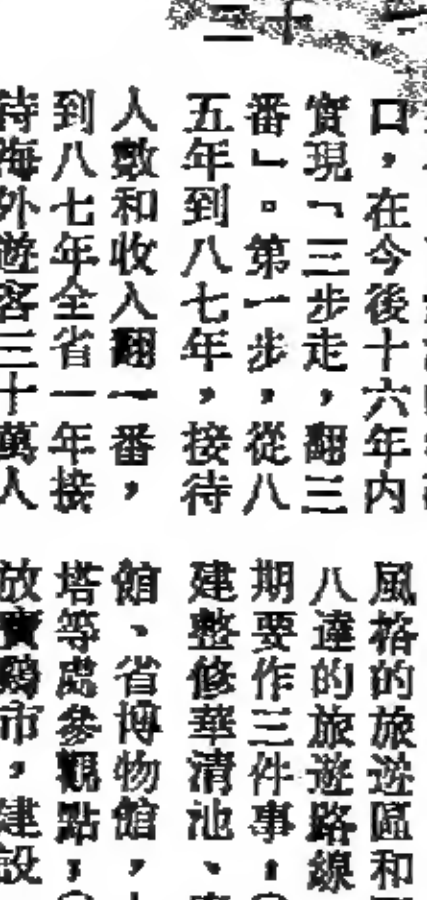 二十
口，在今後十六年内
實現「三步走，翻三
番」。第一步，從八
五年到八七年，接待
人數和收入翻一番，
到八七年全省一年接
待海外遊客三十萬人
風格的旅遊區和
八達的旅遊路線
期要作三件事：
建整修華清池、
館、省博物館，
塔等處參觀點；
放寶鷄市，建設